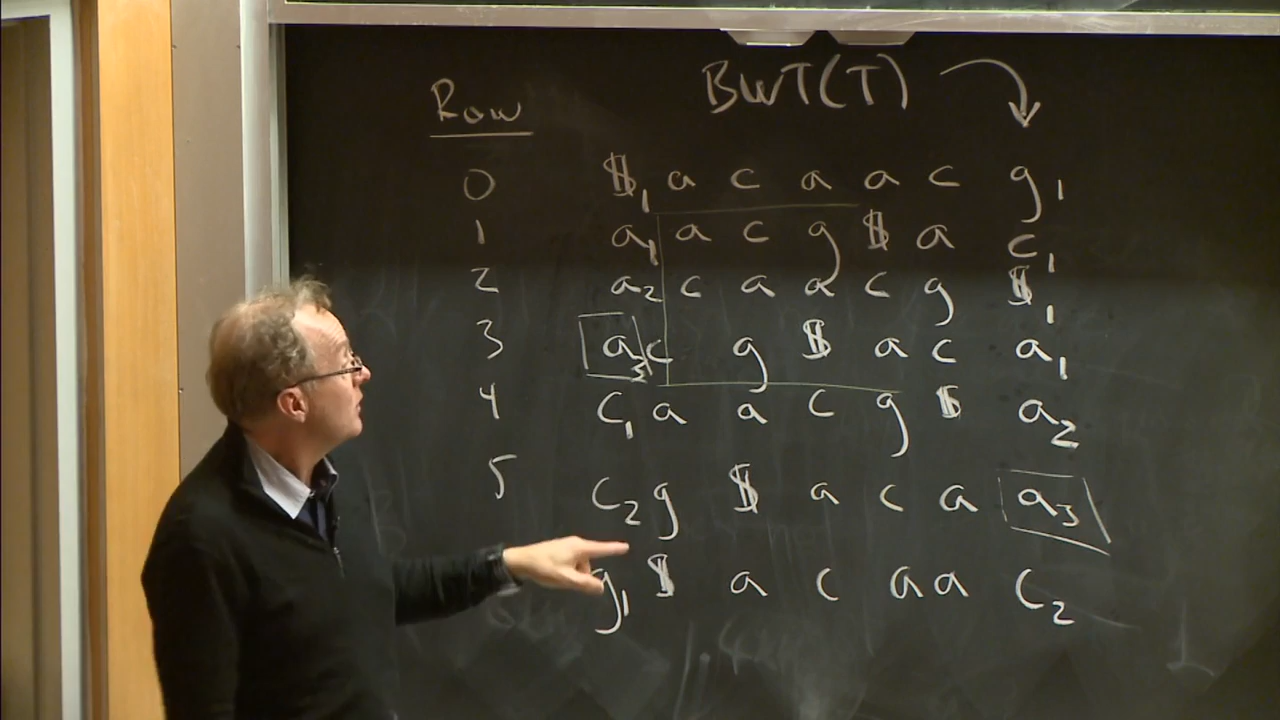 Row BWT(T)
0 $₁ a c a a c g₁
1 a₁ a c g $ a c₁
2 a₂ c a a c g $₁
3 a₃ c g $ a c a₁
4 c₁ a a c g $ a₂
5 c₂ g $ a c a a₃
g₁ $ a c a a c₂